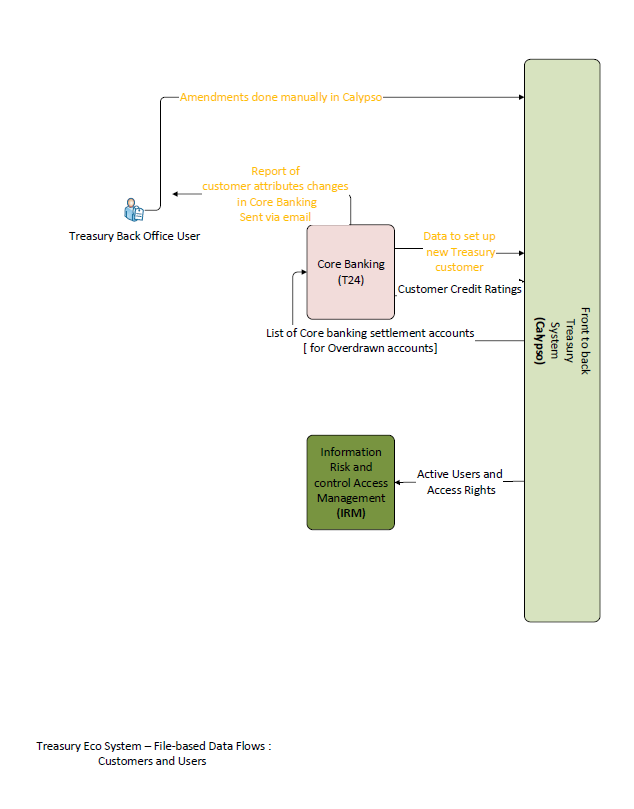 Amendments done manually in Calypso
Report of
customer attributes changes
in Core Banking
Sent via email
Treasury Back Office User
Core Banking
(T24)
Data to set up
new Treasury
customer
Customer Credit Ratings
List of Core banking settlement accounts
[ for Overdrawn accounts]
Front to back
Treasury
System
(Calypso)
Information
Risk and
control Access
Management
(IRM)
Active Users and
Access Rights
Treasury Eco System – File-based Data Flows :
Customers and Users